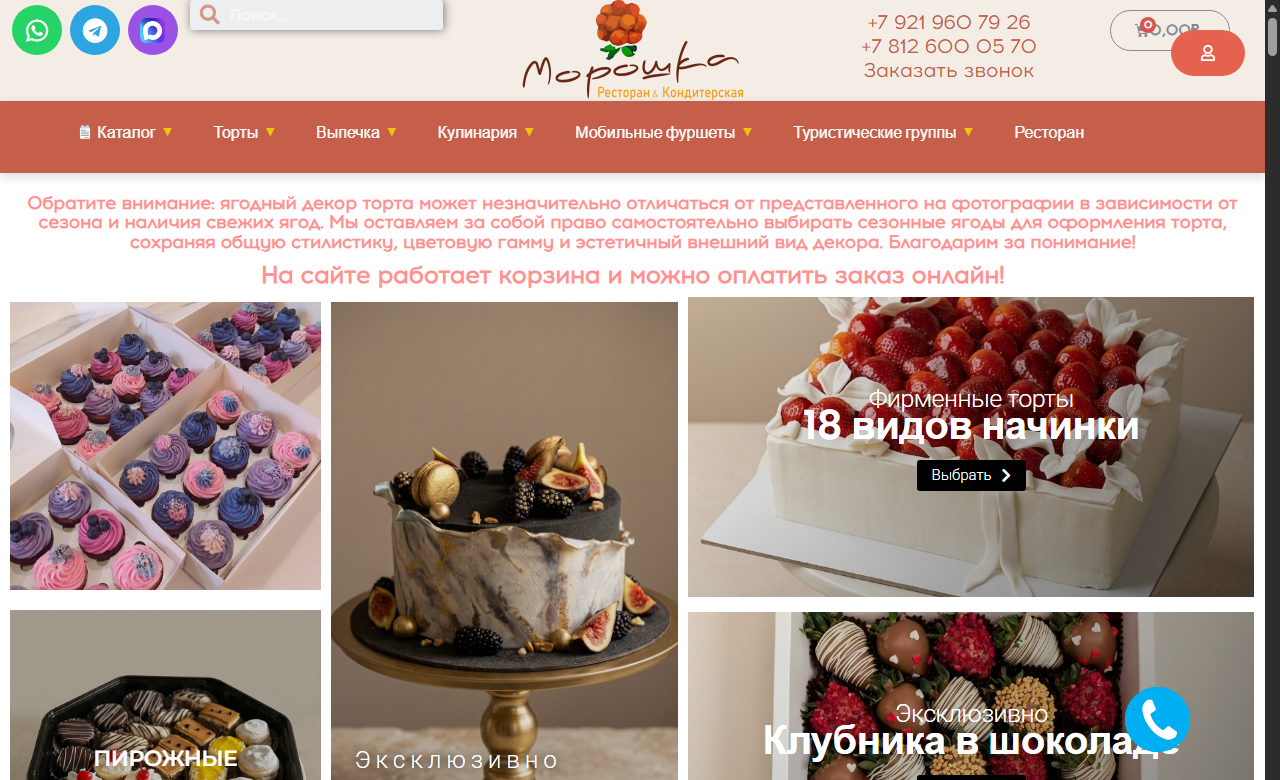 Поиск...
Морошка
Ресторан & Кондитерская
+7 921 960 79 26
+7 812 600 05 70
Заказать звонок
0
0,00₽
Каталог ▼ Торты ▼ Выпечка ▼ Кулинария ▼ Мобильные фуршеты ▼ Туристические группы ▼ Ресторан
Обратите внимание: ягодный декор торта может незначительно отличаться от представленного на фотографии в зависимости от
сезона и наличия свежих ягод. Мы оставляем за собой право самостоятельно выбирать сезонные ягоды для оформления торта,
сохраняя общую стилистику, цветовую гамму и эстетичный внешний вид декора. Благодарим за понимание!
На сайте работает корзина и можно оплатить заказ онлайн!
Фирменные торты
18 видов начинки
Выбрать
ПИРОЖНЫЕ
Эксклюзивно
Эксклюзивно
Клубника в шоколаде